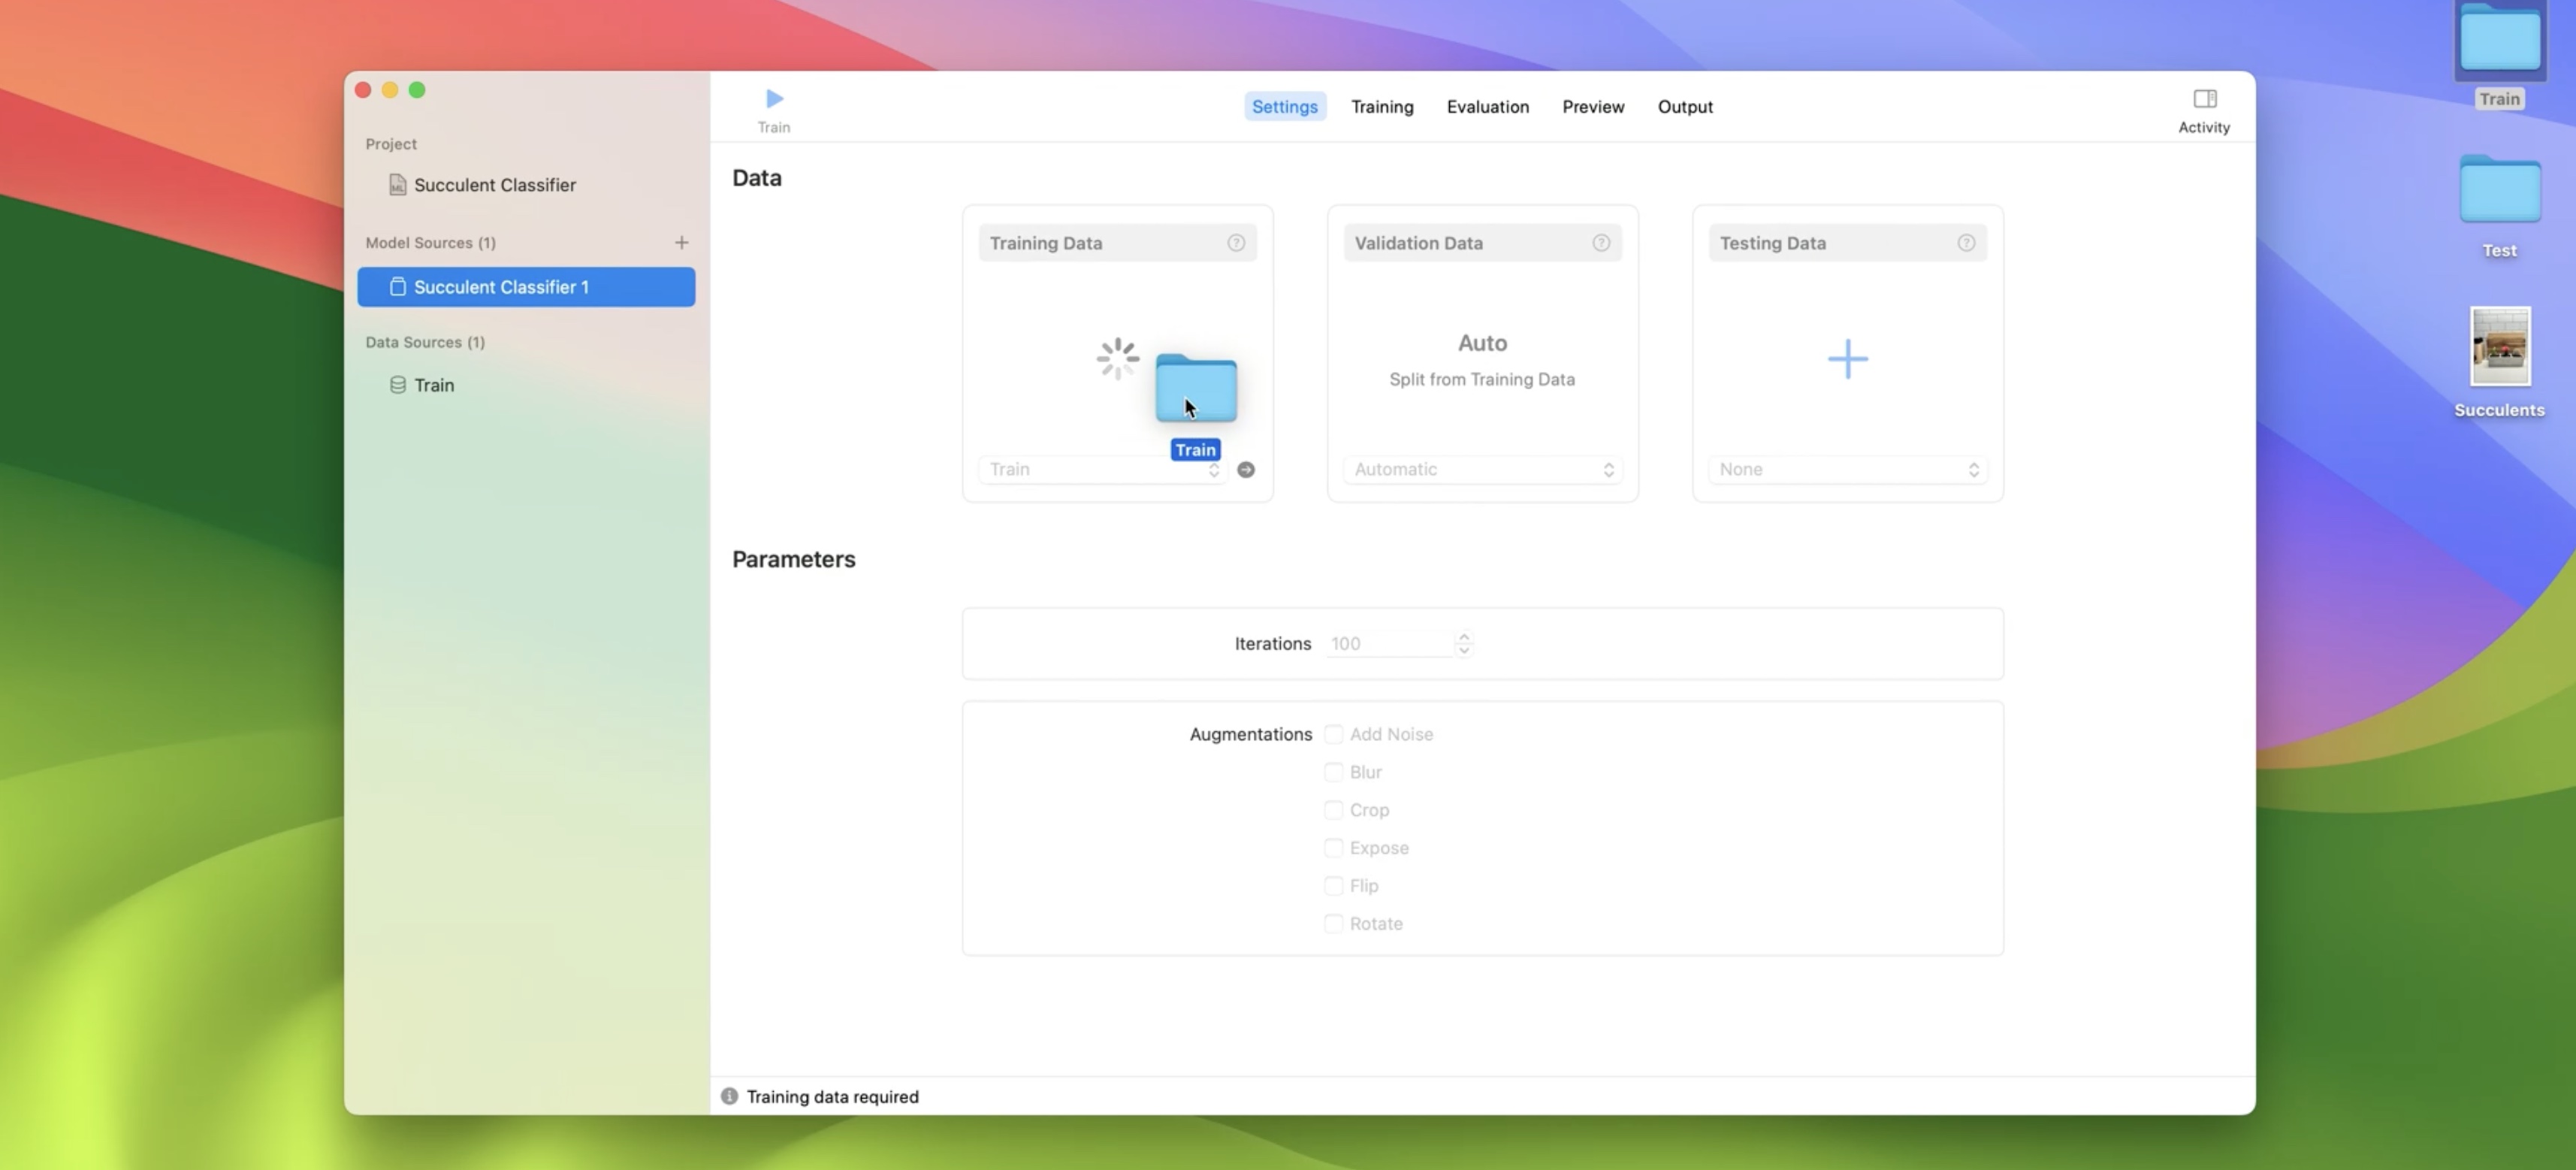 Project
Succulent Classifier
Model Sources (1)
Succulent Classifier 1
Data Sources (1)
Train
Train
Settings
Training
Evaluation
Preview
Output
Activity
Data
Training Data
Train
Train
Validation Data
Auto
Split from Training Data
Automatic
Testing Data
None
Parameters
Iterations 100
Augmentations Add Noise
Blur
Crop
Expose
Flip
Rotate
Training data required
Train
Test
Succulents